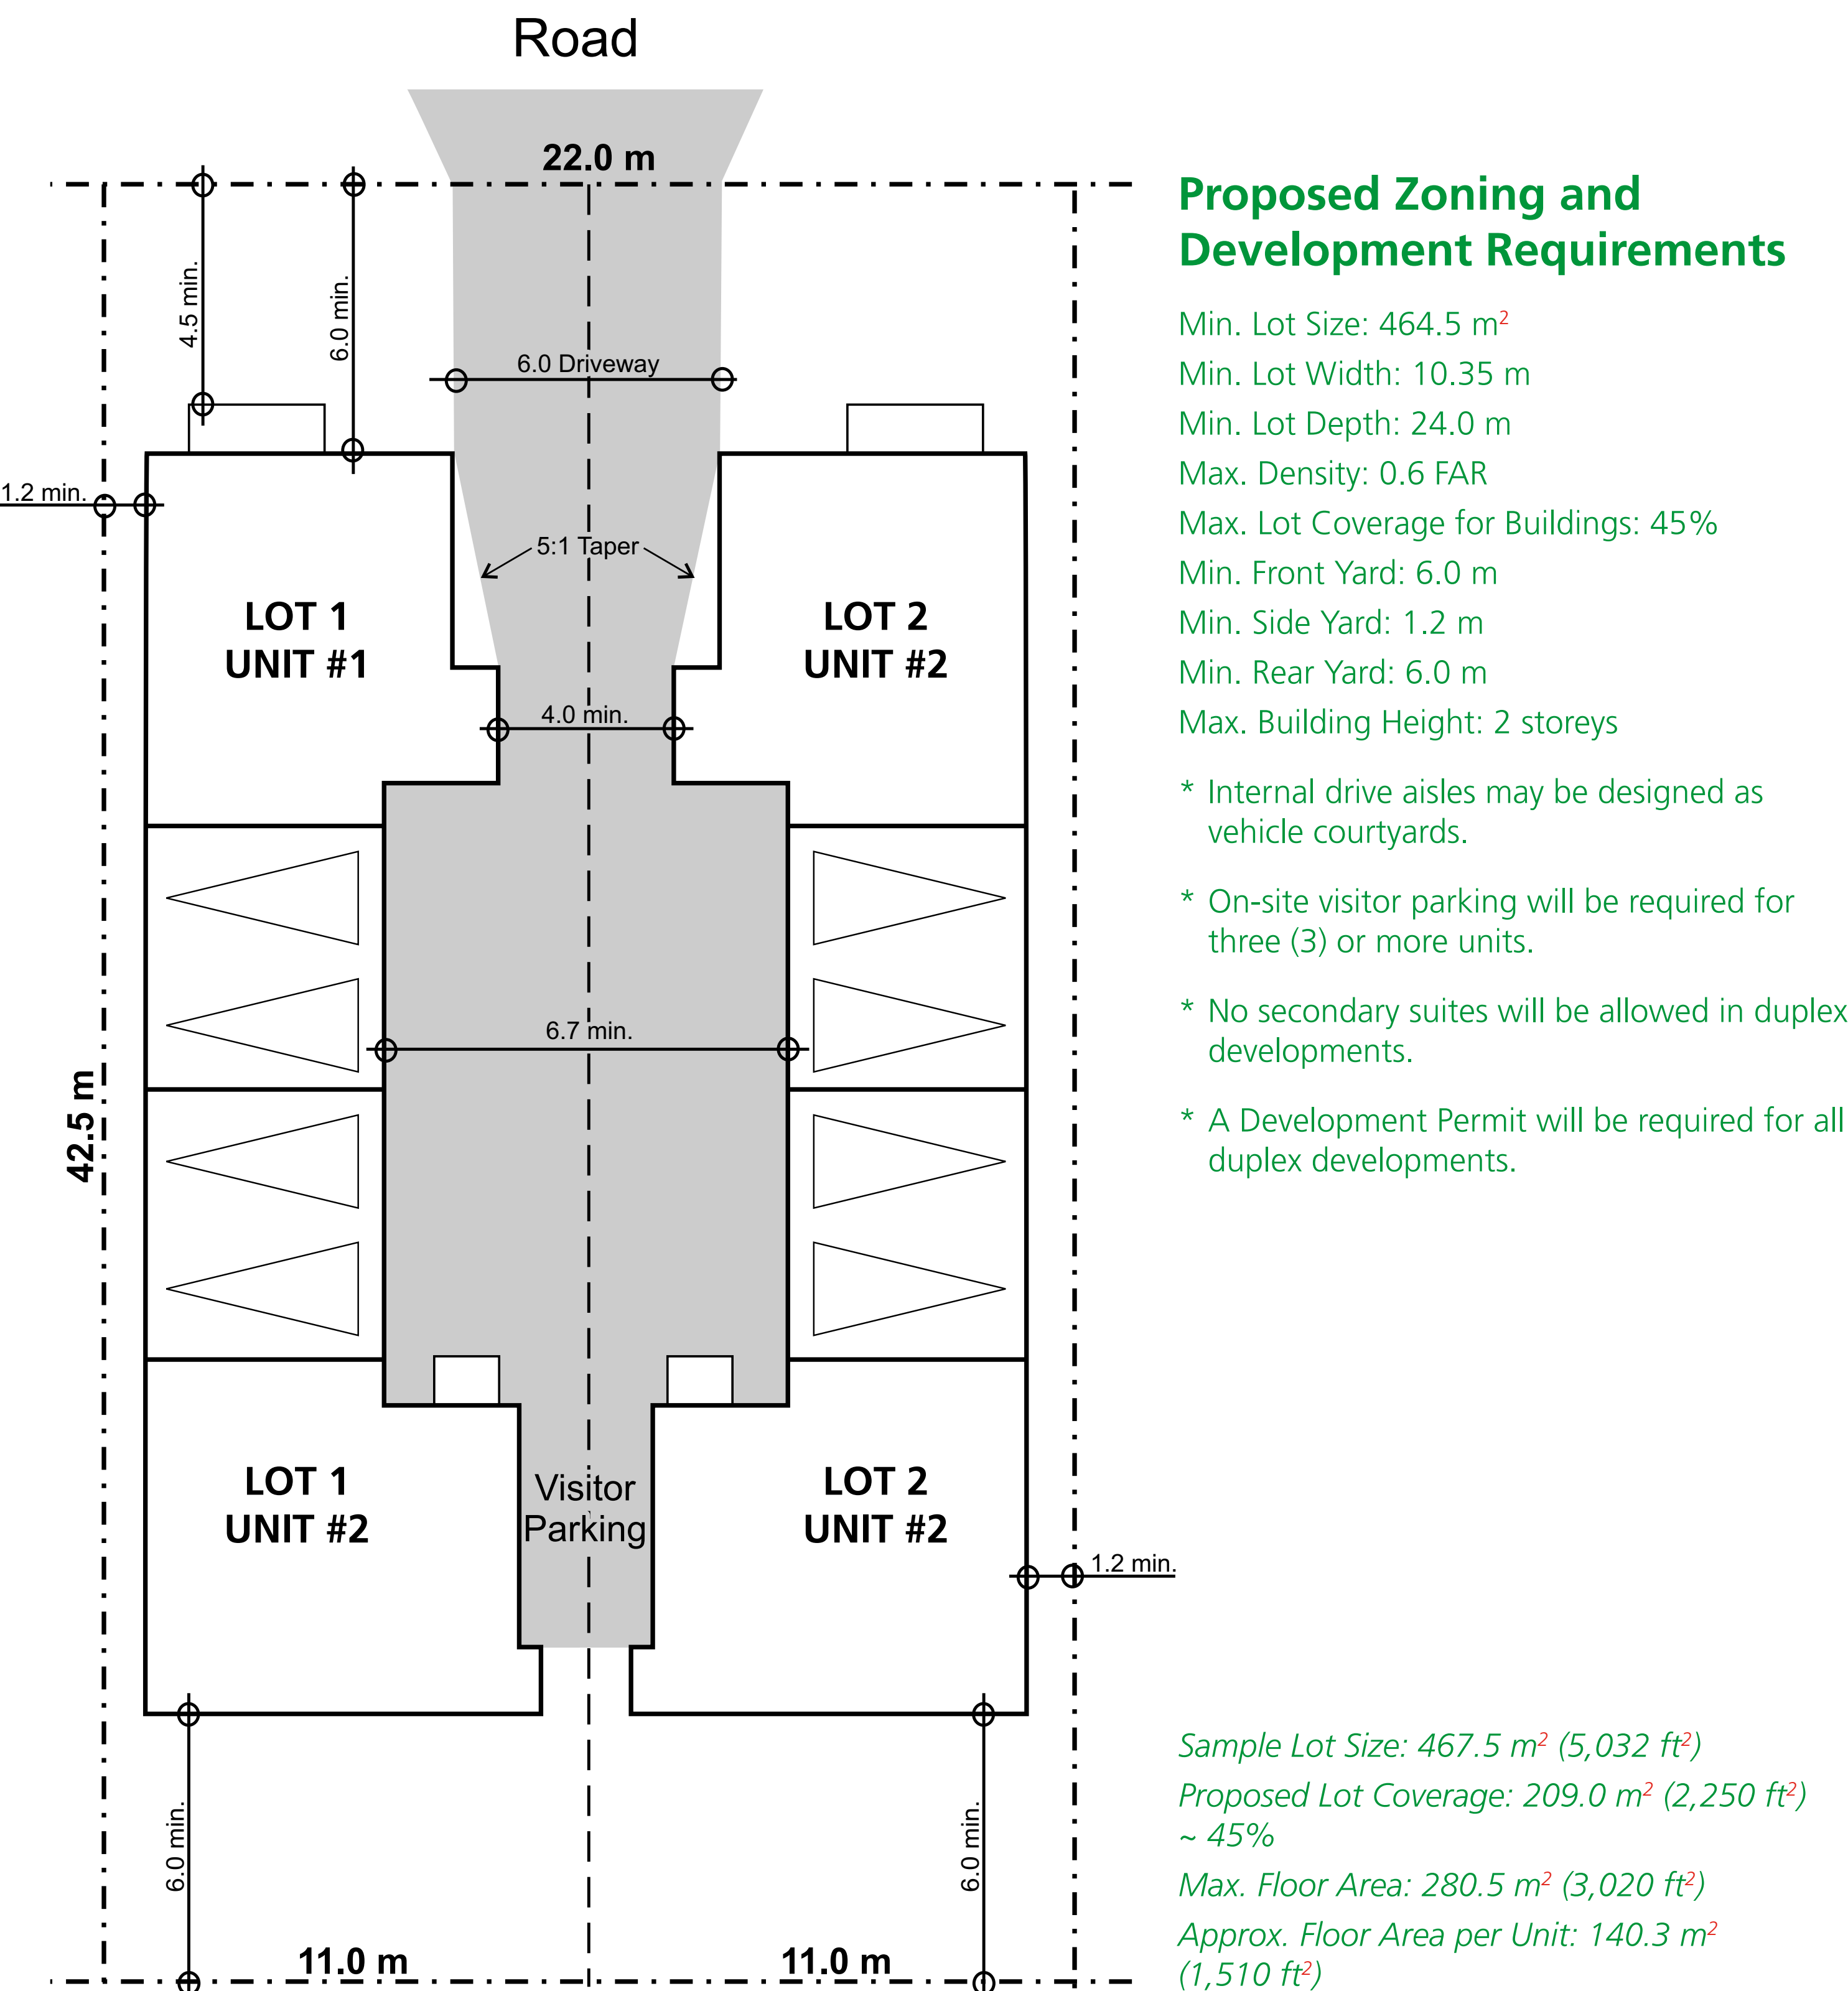 Road
22.0 m
4.5 min.
6.0 min.
6.0 Driveway
1.2 min.
5:1 Taper
LOT 1
UNIT #1
LOT 2
UNIT #2
4.0 min.
6.7 min.
42.5 m
LOT 1
UNIT #2
Visitor
Parking
LOT 2
UNIT #2
1.2 min.
6.0 min.
6.0 min.
11.0 m
11.0 m
Proposed Zoning and
Development Requirements
Min. Lot Size: 464.5 m²
Min. Lot Width: 10.35 m
Min. Lot Depth: 24.0 m
Max. Density: 0.6 FAR
Max. Lot Coverage for Buildings: 45%
Min. Front Yard: 6.0 m
Min. Side Yard: 1.2 m
Min. Rear Yard: 6.0 m
Max. Building Height: 2 storeys
* Internal drive aisles may be designed as
vehicle courtyards.
* On-site visitor parking will be required for
three (3) or more units.
* No secondary suites will be allowed in duplex
developments.
* A Development Permit will be required for all
duplex developments.
Sample Lot Size: 467.5 m² (5,032 ft²)
Proposed Lot Coverage: 209.0 m² (2,250 ft²)
~ 45%
Max. Floor Area: 280.5 m² (3,020 ft²)
Approx. Floor Area per Unit: 140.3 m²
(1,510 ft²)